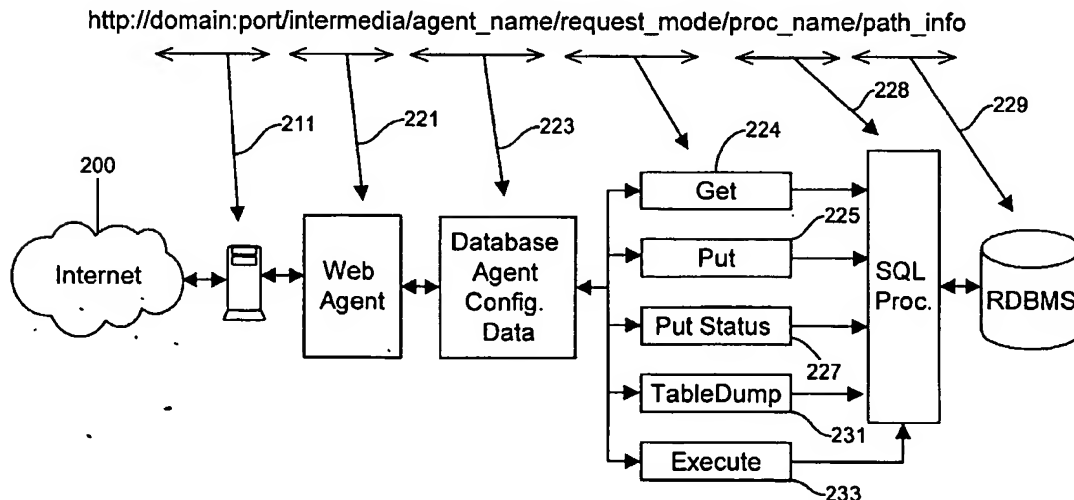 http://domain:port/intermedia/agent_name/request_mode/proc_name/path_info
211
221
223
228
229
200
224
Internet
Web
Agent
Database
Agent
Config.
Data
Get
225
Put
Put Status
227
TableDump
231
Execute
233
SQL
Proc.
RDBMS